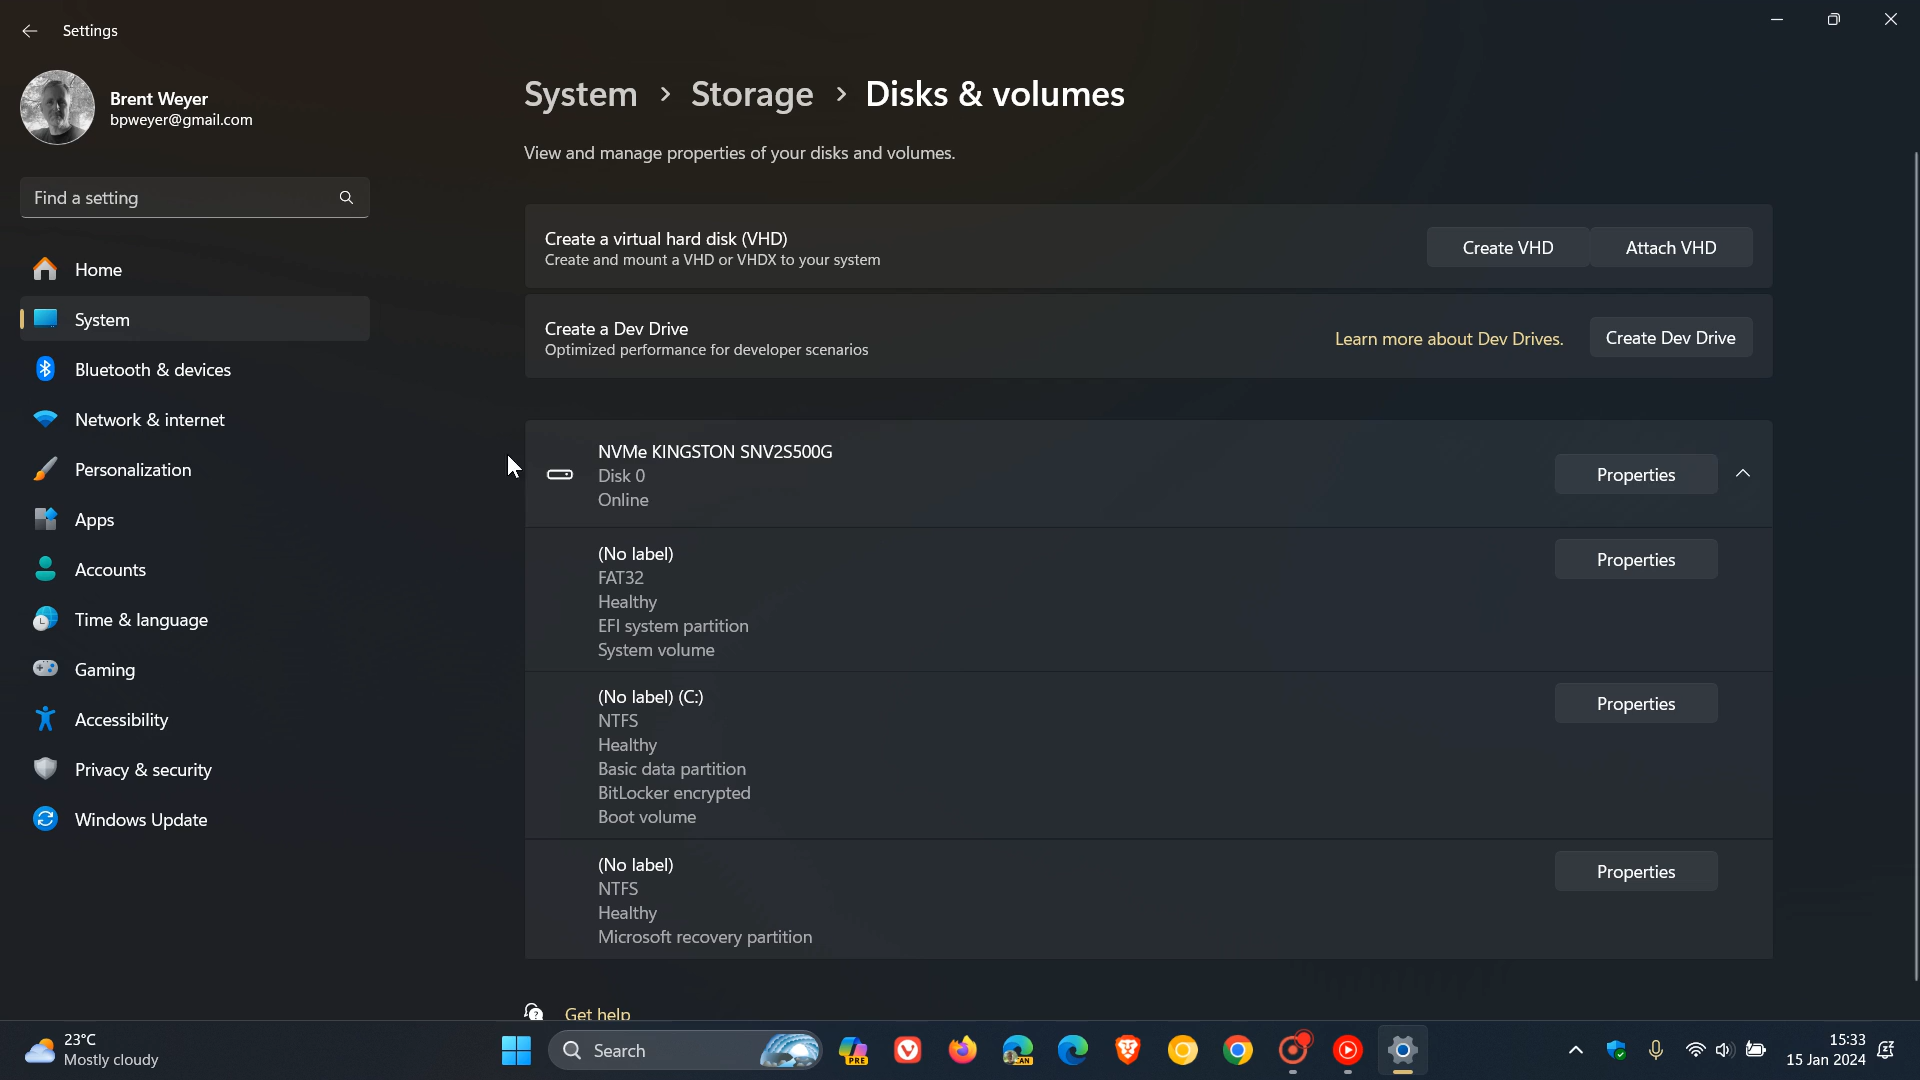 Settings
Brent Weyer
bpweyer@gmail.com
Find a setting
Home
System
Bluetooth & devices
Network & internet
Personalization
Apps
Accounts
Time & language
Gaming
Accessibility
Privacy & security
Windows Update
System > Storage > Disks & volumes
View and manage properties of your disks and volumes.
Create a virtual hard disk (VHD)
Create and mount a VHD or VHDX to your system
Create VHD
Attach VHD
Create a Dev Drive
Optimized performance for developer scenarios
Learn more about Dev Drives.
Create Dev Drive
NVMe KINGSTON SNV2S500G
Disk 0
Online
Properties
(No label)
FAT32
Healthy
EFI system partition
System volume
Properties
(No label) (C:)
NTFS
Healthy
Basic data partition
BitLocker encrypted
Boot volume
Properties
(No label)
NTFS
Healthy
Microsoft recovery partition
Properties
Get help
23°C
Mostly cloudy
Search
PRE
CAN
15:33
15 Jan 2024